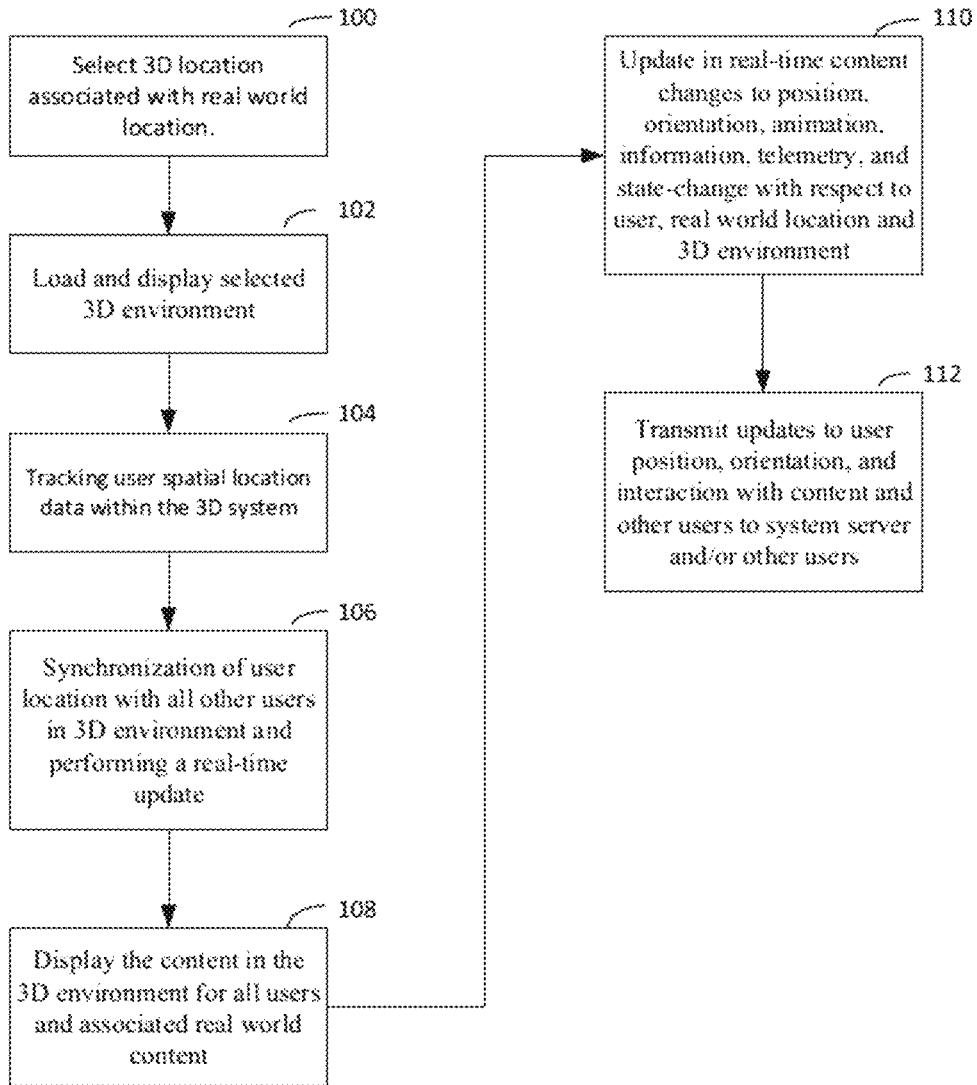 100
Select 3D location
associated with real world
location.
102
Load and display selected
3D environment
104
Tracking user spatial location
data within the 3D system
106
Synchronization of user
location with all other users
in 3D environment and
performing a real-time
update
108
Display the content in the
3D environment for all users
and associated real world
content
110
Update in real-time content
changes to position,
orientation, animation,
information, telemetry, and
state-change with respect to
user, real world location and
3D environment
112
Transmit updates to user
position, orientation, and
interaction with content and
other users to system server
and/or other users